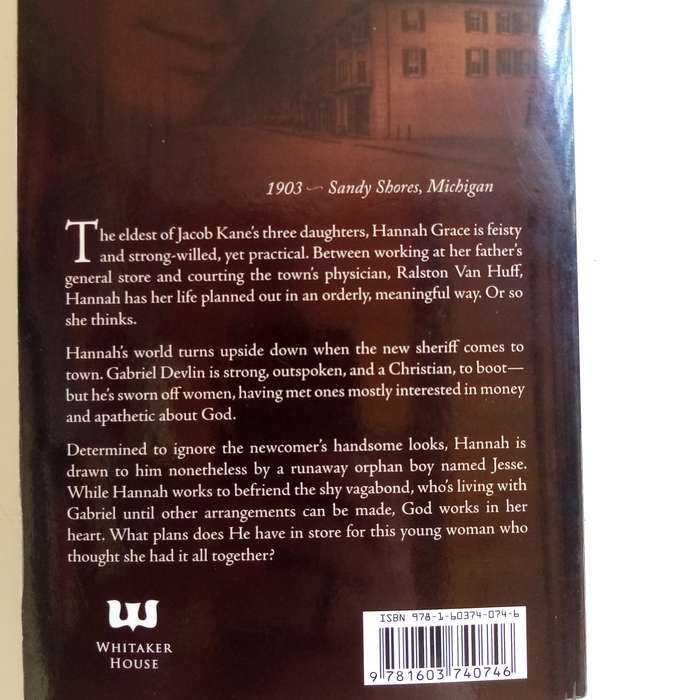 1903 ~ Sandy Shores, Michigan
The eldest of Jacob Kane's three daughters, Hannah Grace is feisty
and strong-willed, yet practical. Between working at her father's
general store and courting the town's physician, Ralston Van Huff,
Hannah has her life planned out in an orderly, meaningful way. Or so
she thinks.
Hannah's world turns upside down when the new sheriff comes to
town. Gabriel Devlin is strong, outspoken, and a Christian, to boot—
but he's sworn off women, having met ones mostly interested in money
and apathetic about God.
Determined to ignore the newcomer's handsome looks, Hannah is
drawn to him nonetheless by a runaway orphan boy named Jesse.
While Hannah works to befriend the shy vagabond, who's living with
Gabriel until other arrangements can be made, God works in her
heart. What plans does He have in store for this young woman who
thought she had it all together?
WHITAKER
HOUSE
ISBN 978-1-60374-074-6
9 781603 740746